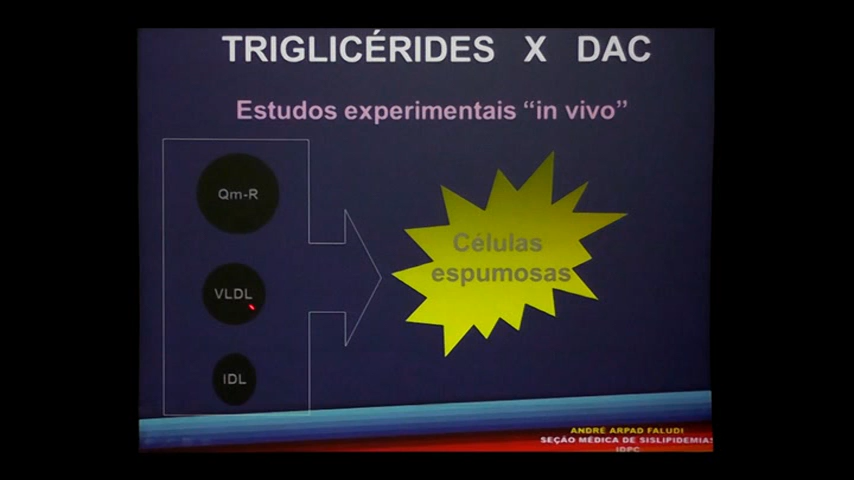 TRIGLICÉRIDES X DAC
Estudos experimentais “in vivo”
Qm-R
VLDL
IDL
Células
espumosas
ANDRÉ ARPAD FALUDI
SEÇÃO MÉDICA DE SISLIPIDEMIAS
IDPC